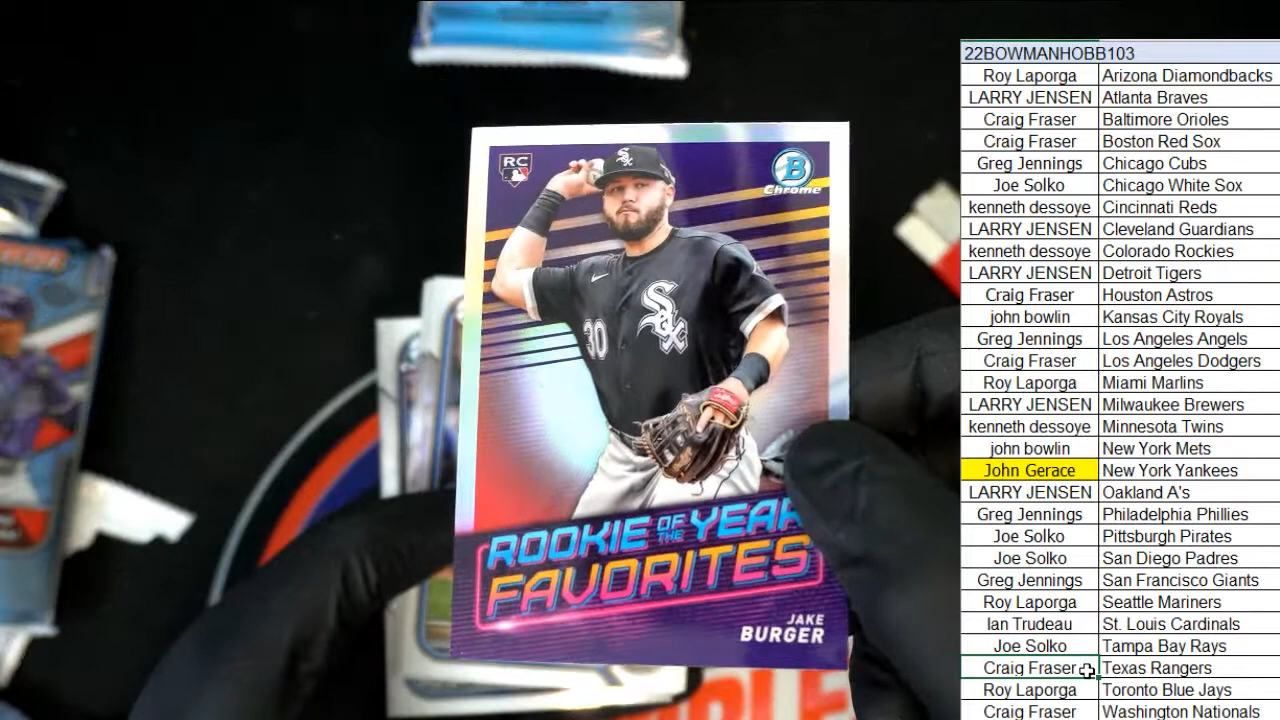 RC
B
Chrome
Sox
Sox
30
ROOKIE OF THE YEAR
FAVORITES
JAKE
BURGER
22BOWMANHOBB103
Roy Laporga Arizona Diamondbacks
LARRY JENSEN Atlanta Braves
Craig Fraser Baltimore Orioles
Craig Fraser Boston Red Sox
Greg Jennings Chicago Cubs
Joe Solko Chicago White Sox
kenneth dessoye Cincinnati Reds
LARRY JENSEN Cleveland Guardians
kenneth dessoye Colorado Rockies
LARRY JENSEN Detroit Tigers
Craig Fraser Houston Astros
john bowlin Kansas City Royals
Greg Jennings Los Angeles Angels
Craig Fraser Los Angeles Dodgers
Roy Laporga Miami Marlins
LARRY JENSEN Milwaukee Brewers
kenneth dessoye Minnesota Twins
john bowlin New York Mets
John Gerace New York Yankees
LARRY JENSEN Oakland A's
Greg Jennings Philadelphia Phillies
Joe Solko Pittsburgh Pirates
Joe Solko San Diego Padres
Greg Jennings San Francisco Giants
Roy Laporga Seattle Mariners
Ian Trudeau St. Louis Cardinals
Joe Solko Tampa Bay Rays
Craig Fraser Texas Rangers
Roy Laporga Toronto Blue Jays
Craig Fraser Washington Nationals